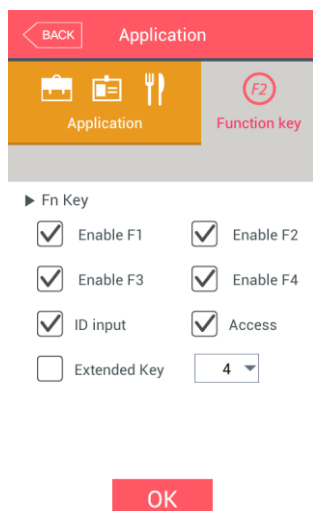 BACK Application
F2
Application Function key
▶ Fn Key
Enable F1 Enable F2
Enable F3 Enable F4
ID input Access
Extended Key 4
OK